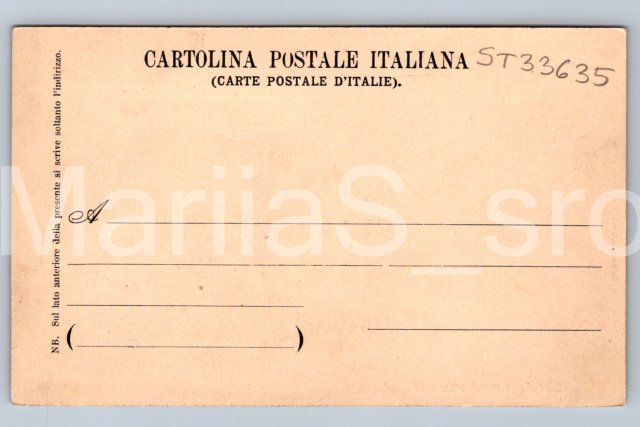 CARTOLINA POSTALE ITALIANA
ST33635
(CARTE POSTALE D'ITALIE).
A
NB. Sul lato anteriore della presente si scrive soltanto l'indirizzo.
MariiaS_sro